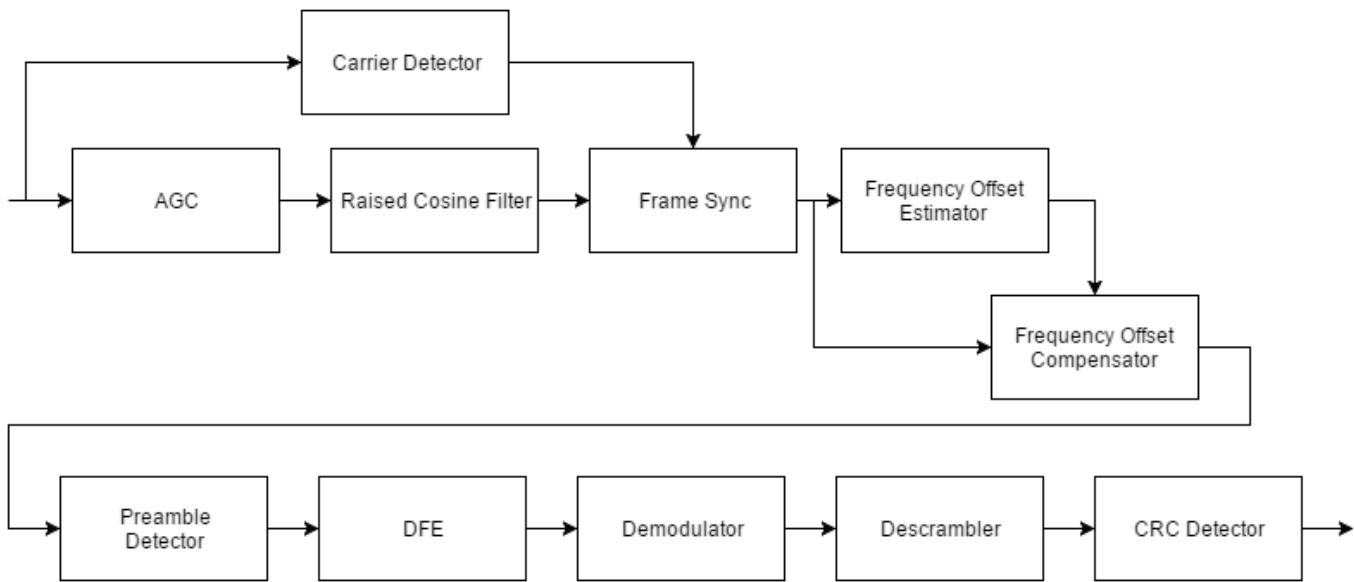 Carrier Detector
AGC
Raised Cosine Filter
Frame Sync
Frequency Offset
Estimator
Frequency Offset
Compensator
Preamble
Detector
DFE
Demodulator
Descrambler
CRC Detector